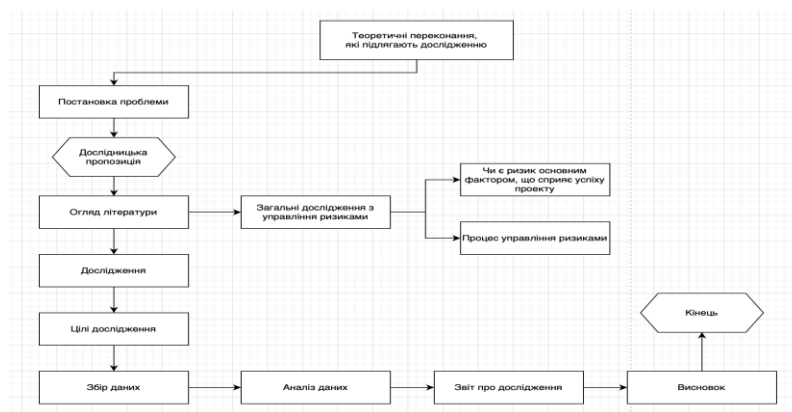 Теоретичні переконання,
які підлягають дослідженню
Постановка проблеми
Дослідницька
пропозиція
Огляд літератури
Загальні дослідження з
управління ризиками
Чи є ризик основним
фактором, що сприяє успіху
проекту
Процес управління ризиками
Дослідження
Цілі дослідження
Кінець
Збір даних
Аналіз даних
Звіт про дослідження
Висновок